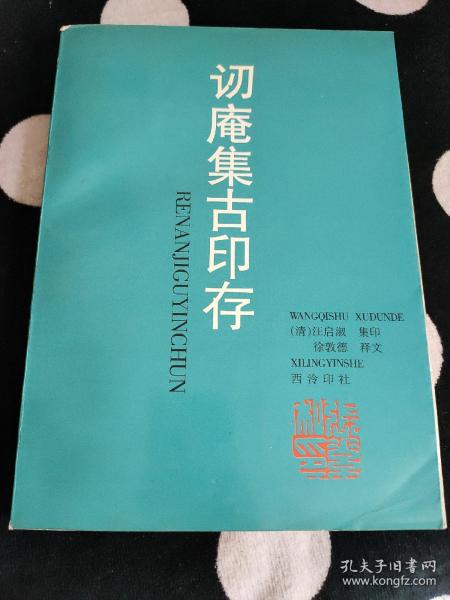 讱庵集古印存
RENANJIGUYINCHUN
WANGQISHU XUDUNDE
(清)汪启淑 集印
徐敦德 释文
XILINGYINSHE
西泠印社
孔夫子旧书网
www.kongfz.com